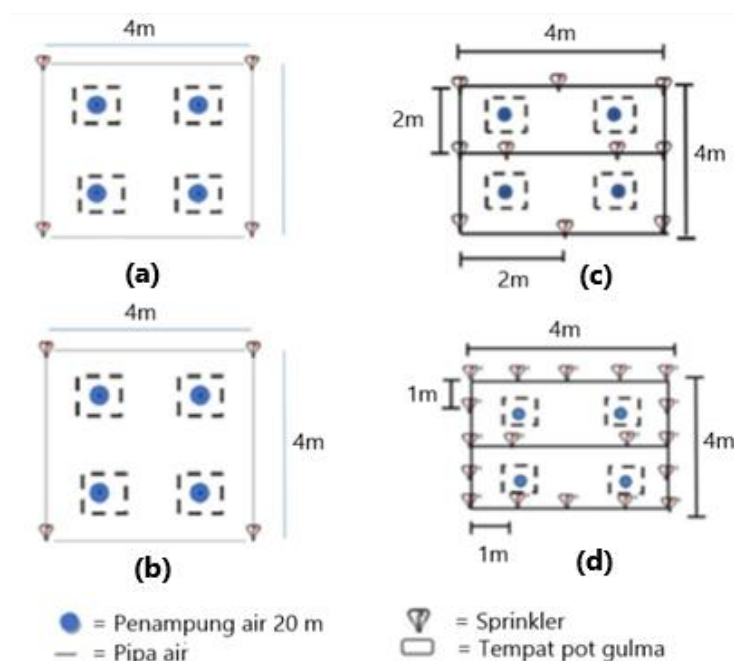 4m
(a)
4m
2m
4m
2m
(c)
4m
4m
(b)
4m
1m
4m
1m
(d)
= Penampung air 20 m
= Pipa air
= Sprinkler
= Tempat pot gulma